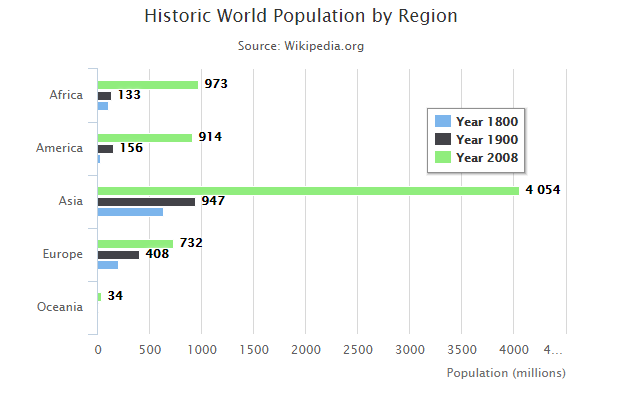 Historic World Population by Region
Source: Wikipedia.org
Africa
973
133
America
914
156
Asia
4 054
947
Europe
732
408
Oceania
34
Year 1800
Year 1900
Year 2008
0 500 1000 1500 2000 2500 3000 3500 4000 4...
Population (millions)